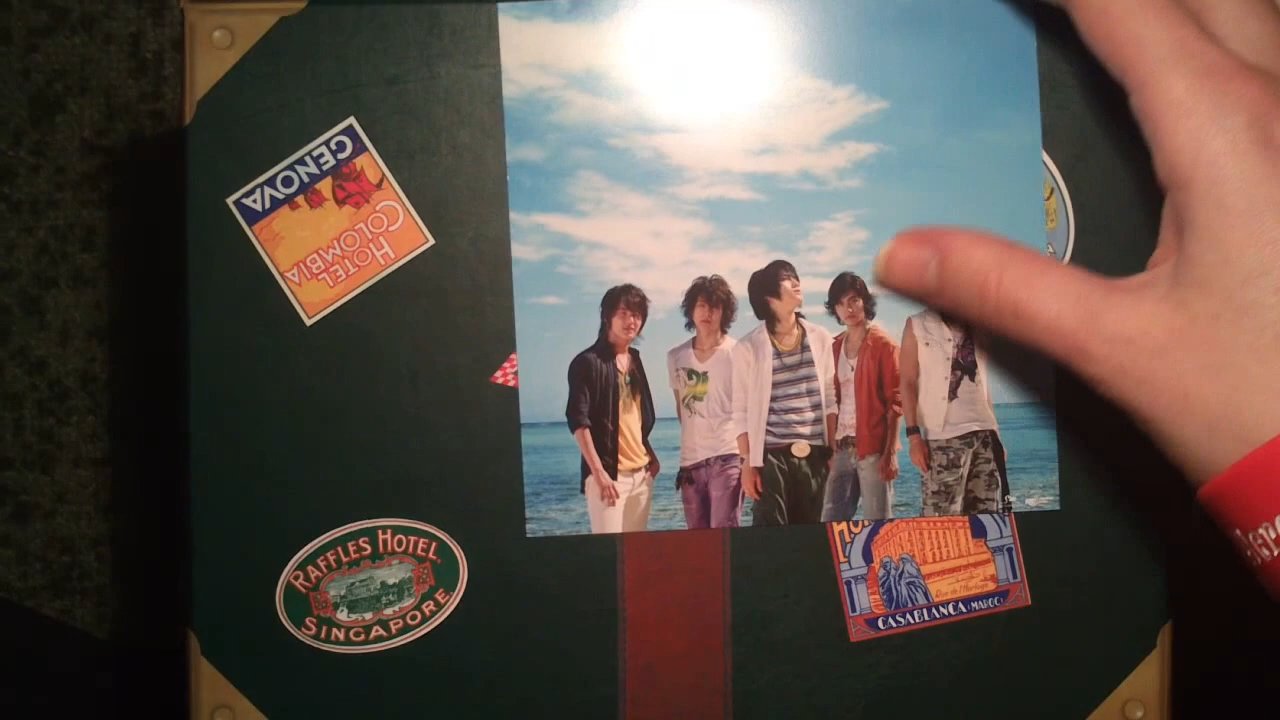 GENOVA
HOTEL
COLOMBIA
RAFFLES HOTEL
SINGAPORE
CASABLANCA (MAROC)